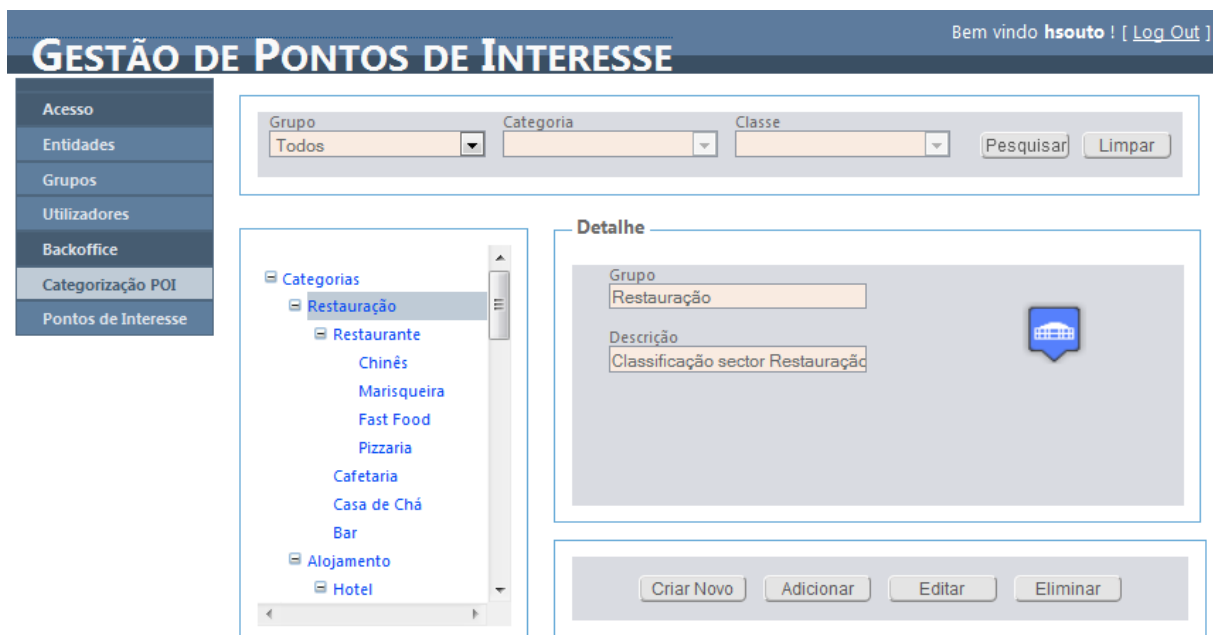 Bem vindo hsouto ! [ Log Out ]
GESTÃO DE PONTOS DE INTERESSE
Acesso
Entidades
Grupos
Utilizadores
Backoffice
Categorização POI
Pontos de Interesse
Grupo Categoria Classe
Todos
Pesquisar Limpar
Categorias
Restauração
Restaurante
Chinês
Marisqueira
Fast Food
Pizzaria
Cafetaria
Casa de Chá
Bar
Alojamento
Hotel
Detalhe
Grupo
Restauração
Descrição
Classificação sector Restauração
Criar Novo Adicionar Editar Eliminar